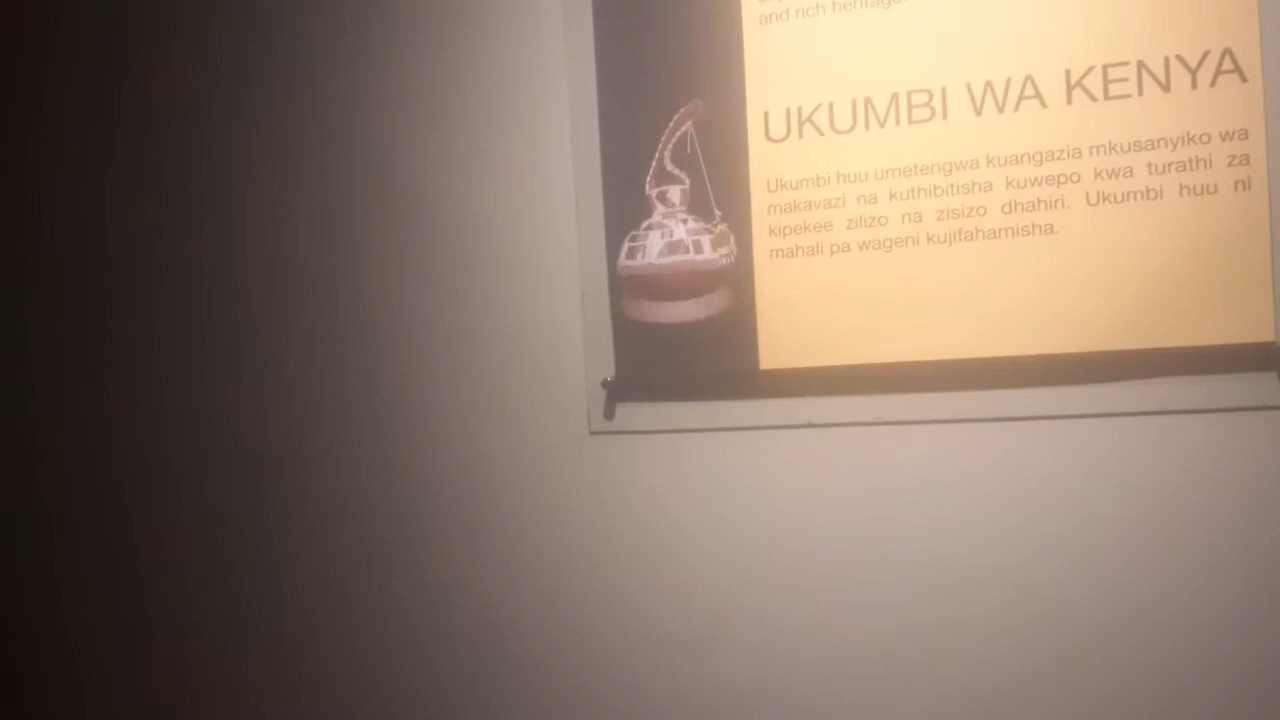 and rich heritage.
UKUMBI WA KENYA
Ukumbi huu umetengwa kuangazia mkusanyiko wa
makavazi na kuthibitisha kuwepo kwa turathi za
kipekee zilizo na zisizo dhahiri. Ukumbi huu ni
mahali pa wageni kujifahamisha.